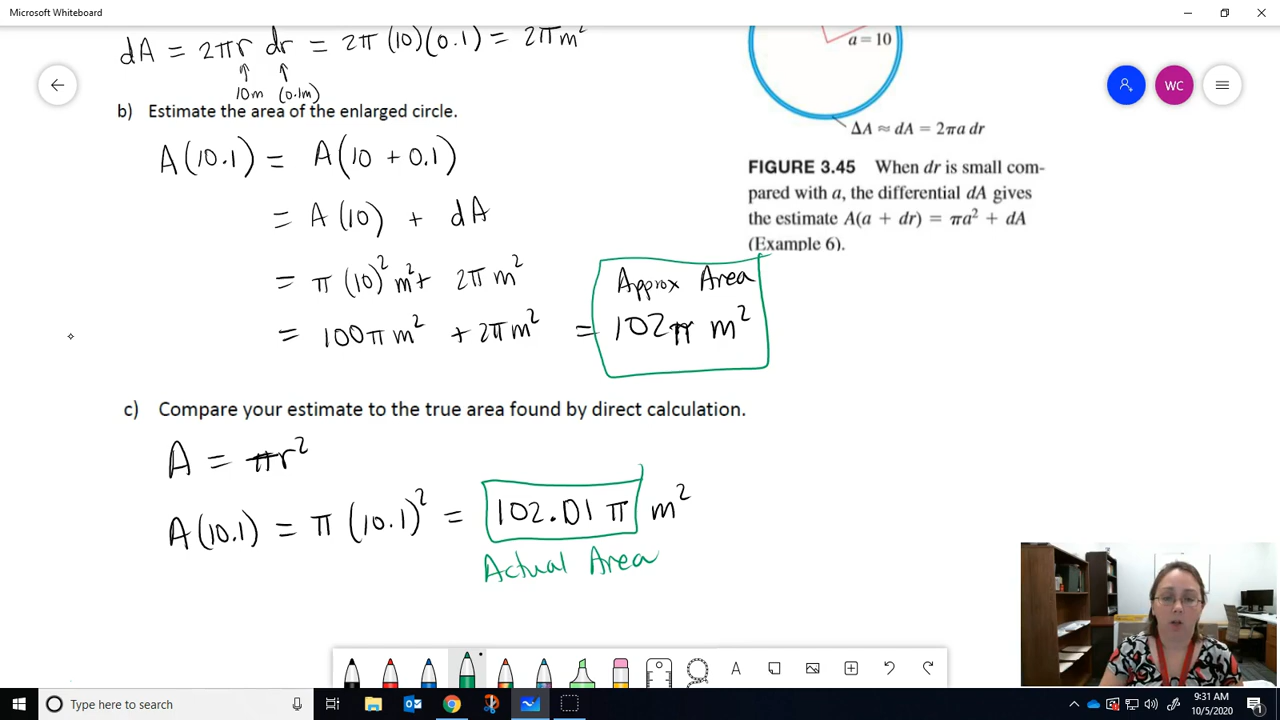 Microsoft Whiteboard
dA = 2πr dr = 2π (10)(0.1) = 2πm²
10m (0.1m)
a = 10
WC
b) Estimate the area of the enlarged circle.
ΔA ≈ dA = 2πa dr
A(10.1) = A(10 + 0.1)
= A(10) + dA
= π (10)² m² + 2π m²
= 100π m² + 2π m² = 102π m²
Approx Area
FIGURE 3.45 When dr is small com-
pared with a, the differential dA gives
the estimate A(a + dr) = πa² + dA
(Example 6).
c) Compare your estimate to the true area found by direct calculation.
A = πr²
A(10.1) = π (10.1)² = 102.01 π m²
Actual Area
A
Type here to search
9:31 AM
10/5/2020
1